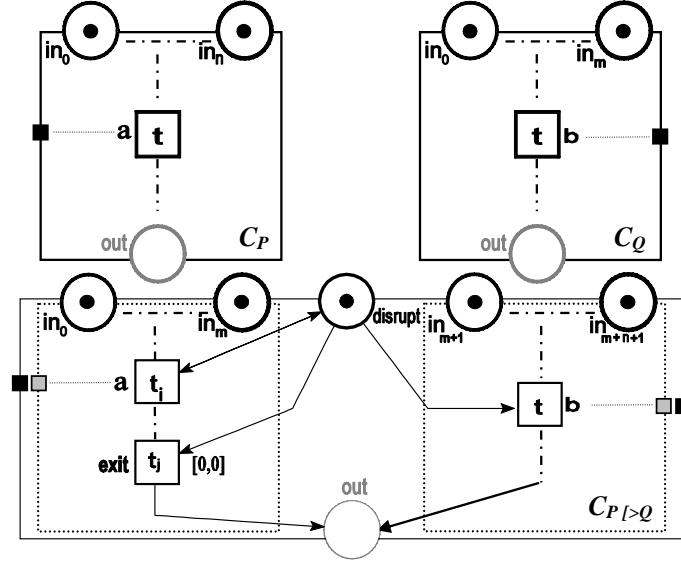 in0 inn in0 inm
a t t b
out CP out CQ
in0 inm disrupt inm+1 inm+n+1
a ti
t b
exit tj [0,0]
out
CP [>Q